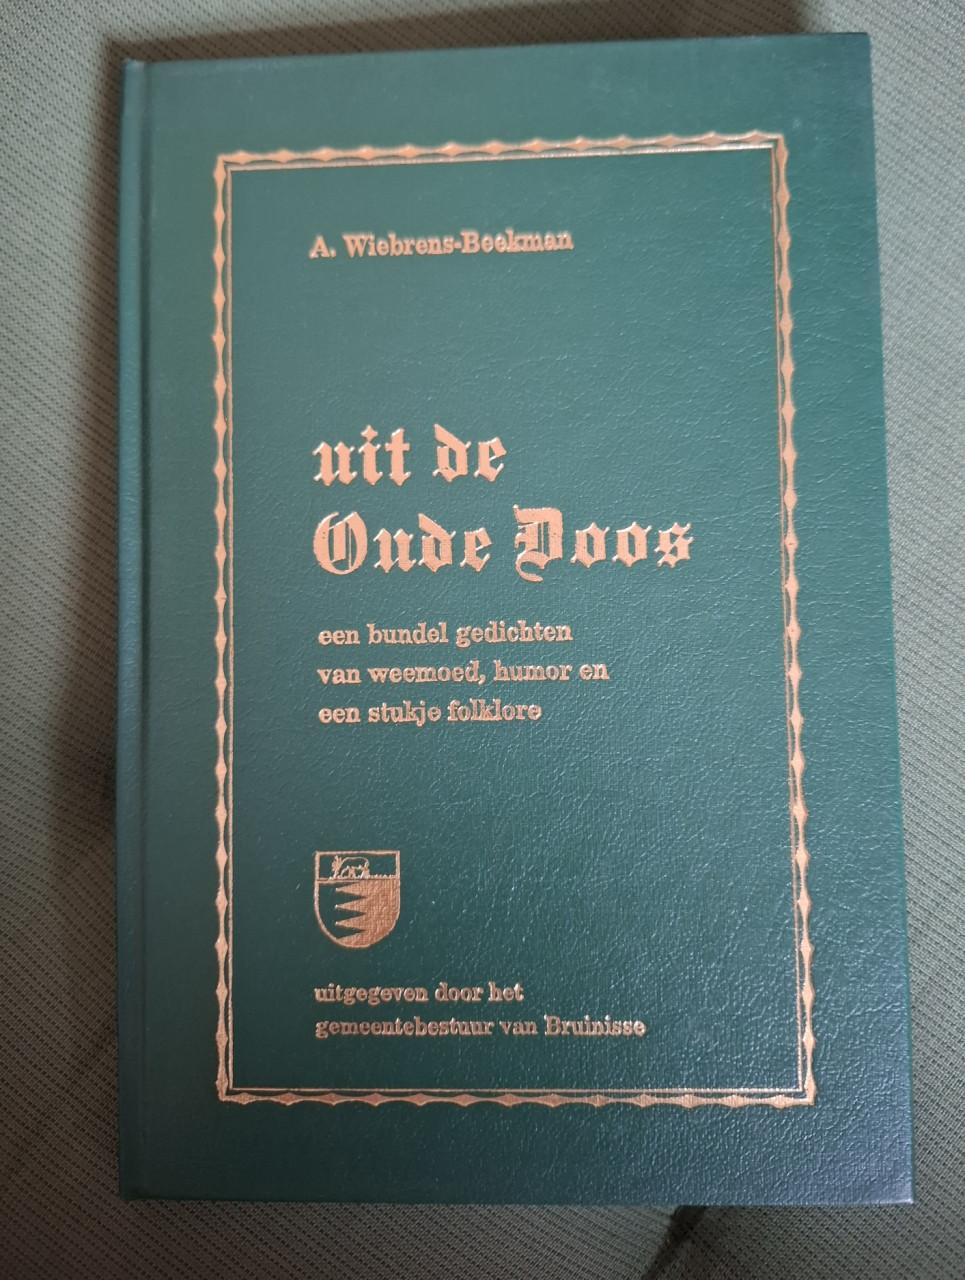 A. Wiebrens-Beekman
uit de
Oude Doos
een bundel gedichten
van weemoed, humor en
een stukje folklore
uitgegeven door het
gemeentebestuur van Bruinisse